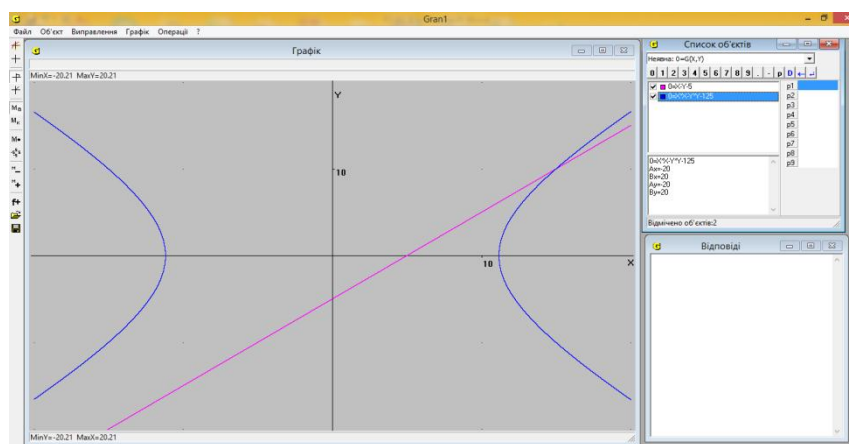 Gran1
Файл Об'єкт Виправлення Графік Операції ?
Графік
MinX=-20.21 MaxY=20.21
Y
10
10
X
MinY=-20.21 MaxX=20.21
Список об'єктів
Неявна: 0=G(X,Y)
0 1 2 3 4 5 6 7 8 9 . - p D
0=X-Y-5
0=X*X-Y*Y-125
p1
p2
p3
p4
p5
p6
p7
p8
p9
0=X*X-Y*Y-125
Ax=-20
Bx=20
Ay=-20
By=20
Відмічено об'єктів:2
Відповіді